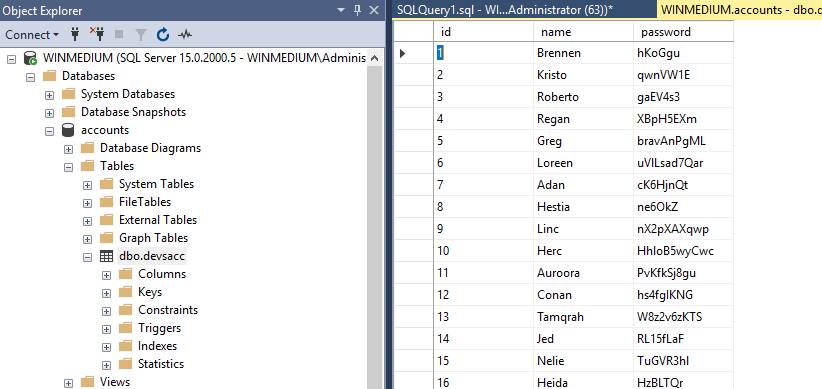 Object Explorer
Connect
WINMEDIUM (SQL Server 15.0.2000.5 - WINMEDIUM\Adminis
Databases
System Databases
Database Snapshots
accounts
Database Diagrams
Tables
System Tables
FileTables
External Tables
Graph Tables
dbo.devsacc
Columns
Keys
Constraints
Triggers
Indexes
Statistics
Views
SQLQuery1.sql - WI...Administrator (63))*
WINMEDIUM.accounts - dbo.
id name password
1 Brennen hKoGgu
2 Kristo qwnVW1E
3 Roberto gaEV4s3
4 Regan XBpH5EXm
5 Greg bravAnPgML
6 Loreen uVILsad7Qar
7 Adan cK6HjnQt
8 Hestia ne6OkZ
9 Linc nX2pXAXqwp
10 Herc HhIoB5wyCwc
11 Auroora PvKfkSj8gu
12 Conan hs4fgIKNG
13 Tamqrah W8z2v6zKTS
14 Jed RL15fLaF
15 Nelie TuGVR3hI
16 Heida HzBLTQr